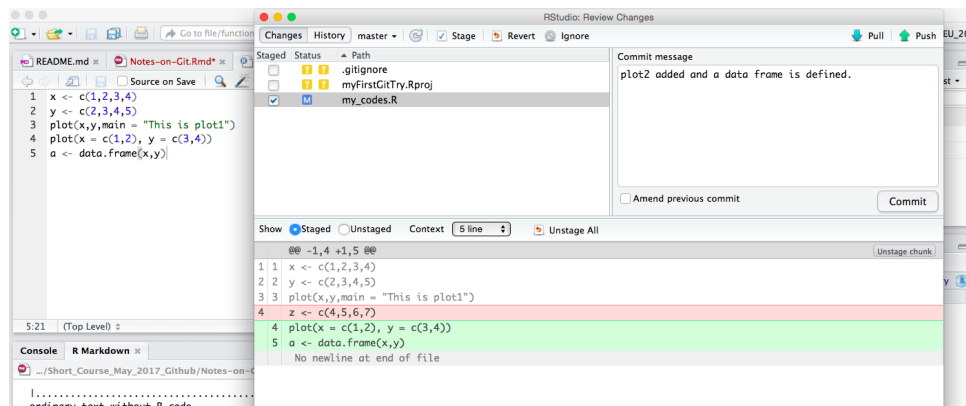 RStudio: Review Changes
Go to file/function
Changes History master Stage Revert Ignore Pull Push
EU_20
README.md Notes-on-Git.Rmd*
Source on Save
1 x <- c(1,2,3,4)
2 y <- c(2,3,4,5)
3 plot(x,y,main = "This is plot1")
4 plot(x = c(1,2), y = c(3,4))
5 a <- data.frame(x,y)
5:21 (Top Level)
Console R Markdown
.../Short_Course_May_2017_Github/Notes-on-G
|...................................
ordinary text without R code
Staged Status Path
? ? .gitignore
? ? myFirstGitTry.Rproj
M my_codes.R
Commit message
plot2 added and a data frame is defined.
Amend previous commit
Commit
Show Staged Unstaged Context 5 line Unstage All
@@ -1,4 +1,5 @@ Unstage chunk
1 1 x <- c(1,2,3,4)
2 2 y <- c(2,3,4,5)
3 3 plot(x,y,main = "This is plot1")
4 z <- c(4,5,6,7)
4 plot(x = c(1,2), y = c(3,4))
5 a <- data.frame(x,y)
No newline at end of file
st
y